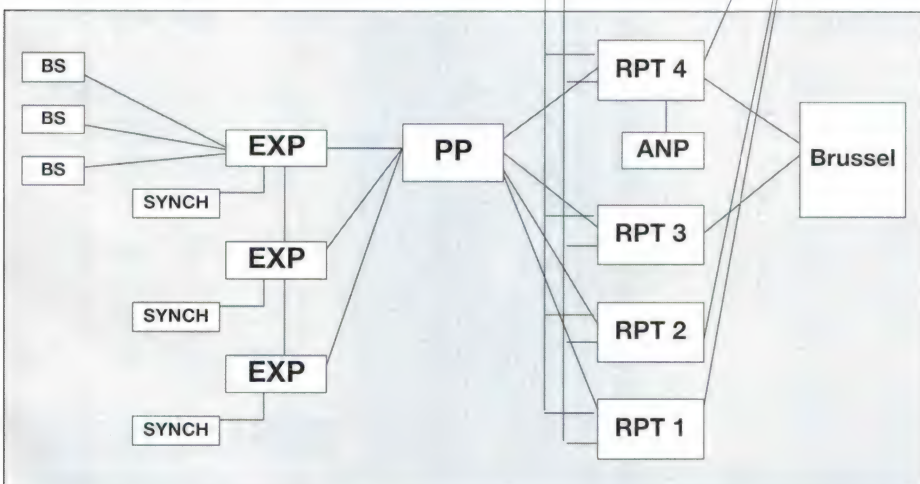 BS
BS
BS
EXP
SYNCH
EXP
SYNCH
EXP
SYNCH
PP
RPT 4
ANP
RPT 3
RPT 2
RPT 1
Brussel